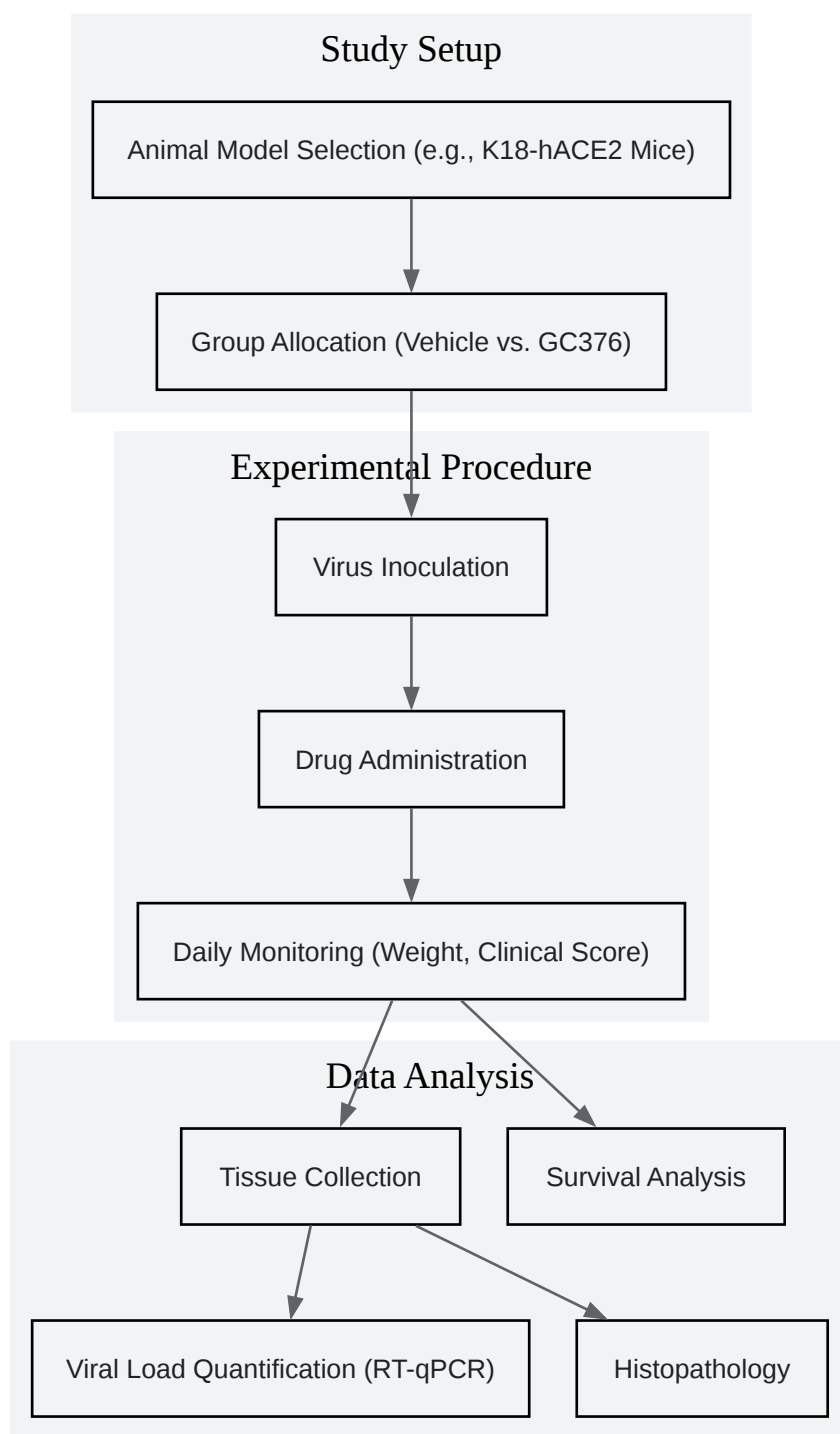 Study Setup
Animal Model Selection (e.g., K18-hACE2 Mice)
Group Allocation (Vehicle vs. GC376)
Experimental Procedure
Virus Inoculation
Drug Administration
Daily Monitoring (Weight, Clinical Score)
Data Analysis
Tissue Collection
Survival Analysis
Viral Load Quantification (RT-qPCR)
Histopathology